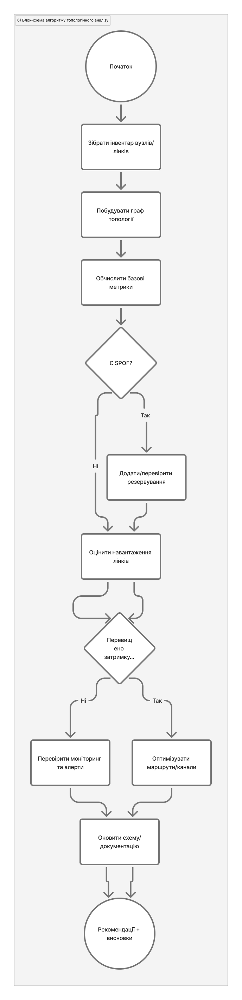 6) Блок-схема алгоритму топологічного аналізу
Початок
Зібрати інвентар вузлів/
лінків
Побудувати граф
топології
Обчислити базові
метрики
Є SPOF?
Так
Ні
Додати/перевірити
резервування
Оцінити навантаження
лінків
Перевищ
ено
затримку...
Ні
Так
Перевірити моніторинг
та алерти
Оптимізувати
маршрути/канали
Оновити схему/
документацію
Рекомендації +
висновки